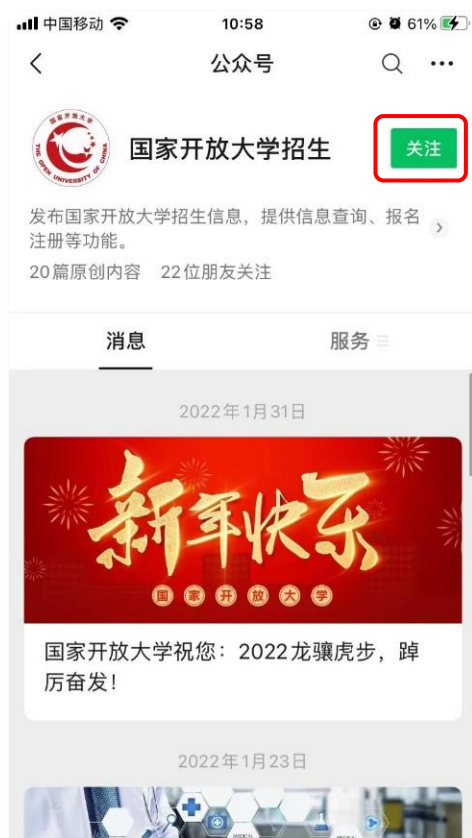 中国移动 10:58 61%
公众号
THE OPEN UNIVERSITY OF CHINA
国家开放大学招生 关注
发布国家开放大学招生信息，提供信息查询、报名
注册等功能。
20篇原创内容 22位朋友关注
消息 服务
2022年1月31日
新年快乐
国家开放大学
国家开放大学祝您：2022龙骧虎步，踔
厉奋发！
2022年1月23日